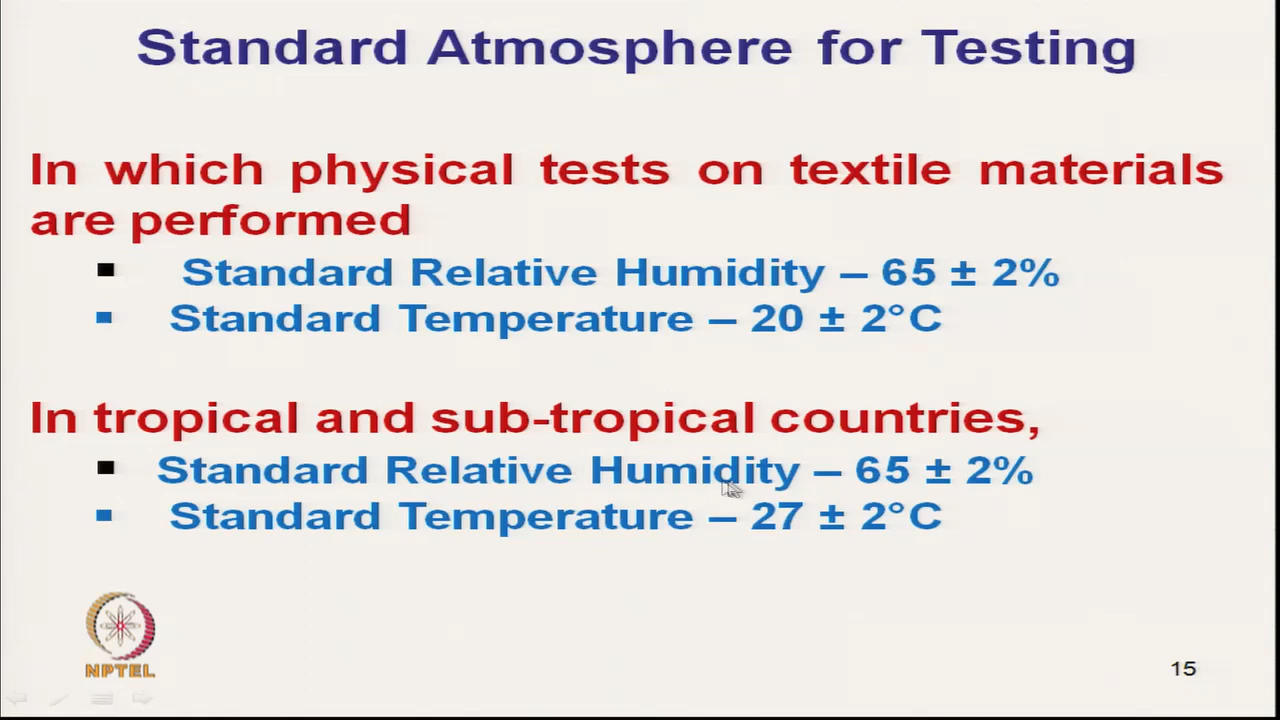 Standard Atmosphere for Testing
In which physical tests on textile materials
are performed
Standard Relative Humidity – 65 ± 2%
Standard Temperature – 20 ± 2°C
In tropical and sub-tropical countries,
Standard Relative Humidity – 65 ± 2%
Standard Temperature – 27 ± 2°C
NPTEL
15